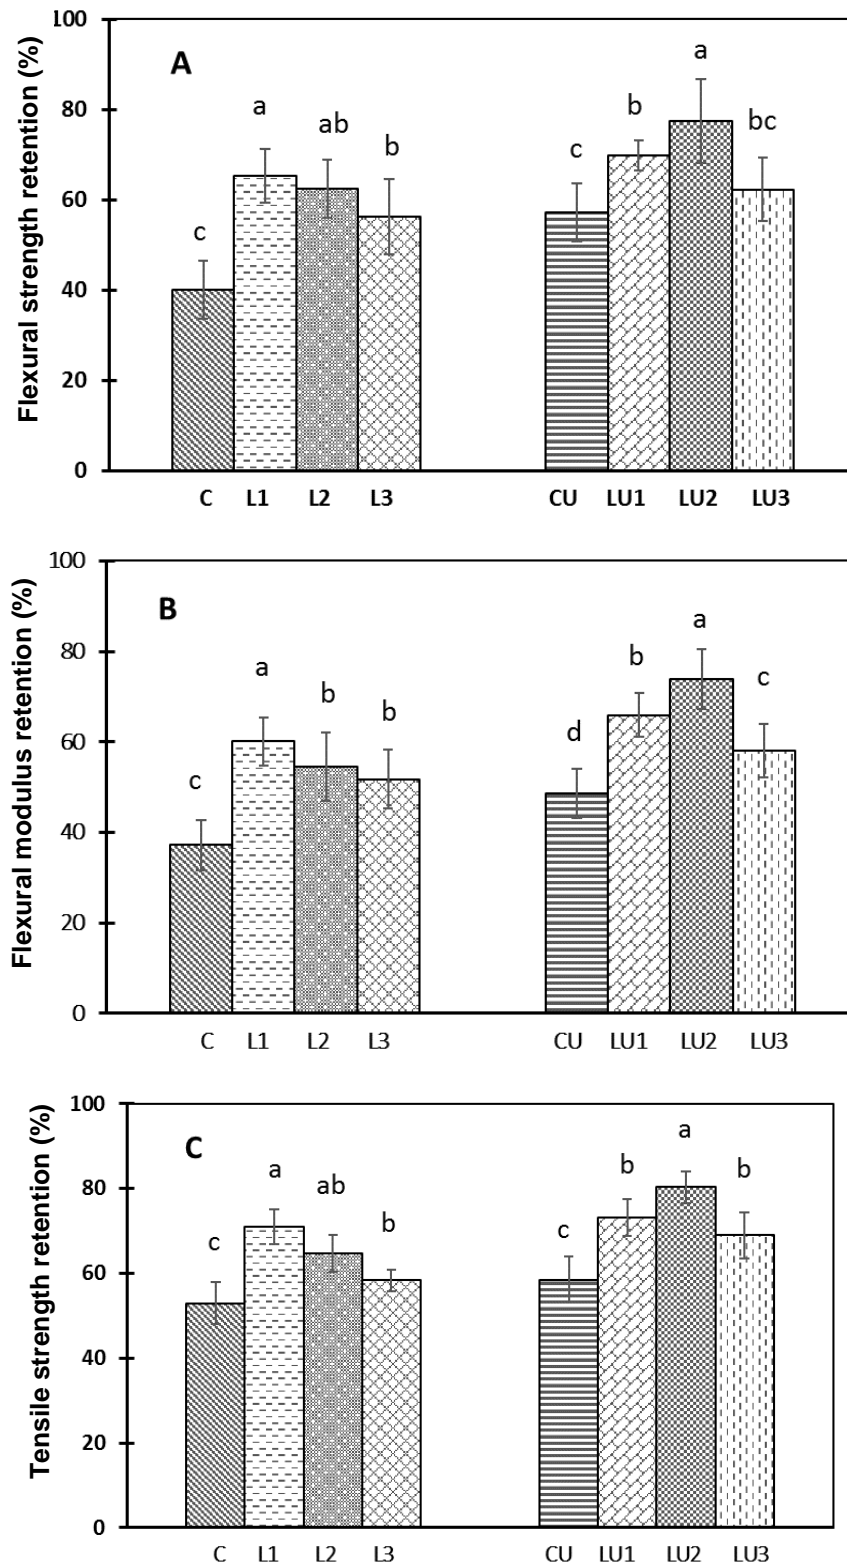 Flexural strength retention (%)
100
80
60
40
20
0
A
c
a
ab
b
c
b
a
bc
C L1 L2 L3 CU LU1 LU2 LU3
Flexural modulus retention (%)
100
80
60
40
20
0
B
c
a
b
b
d
b
a
c
C L1 L2 L3 CU LU1 LU2 LU3
Tensile strength retention (%)
100
80
60
40
20
0
C
c
a
ab
b
c
b
a
b
C L1 L2 L3 CU LU1 LU2 LU3